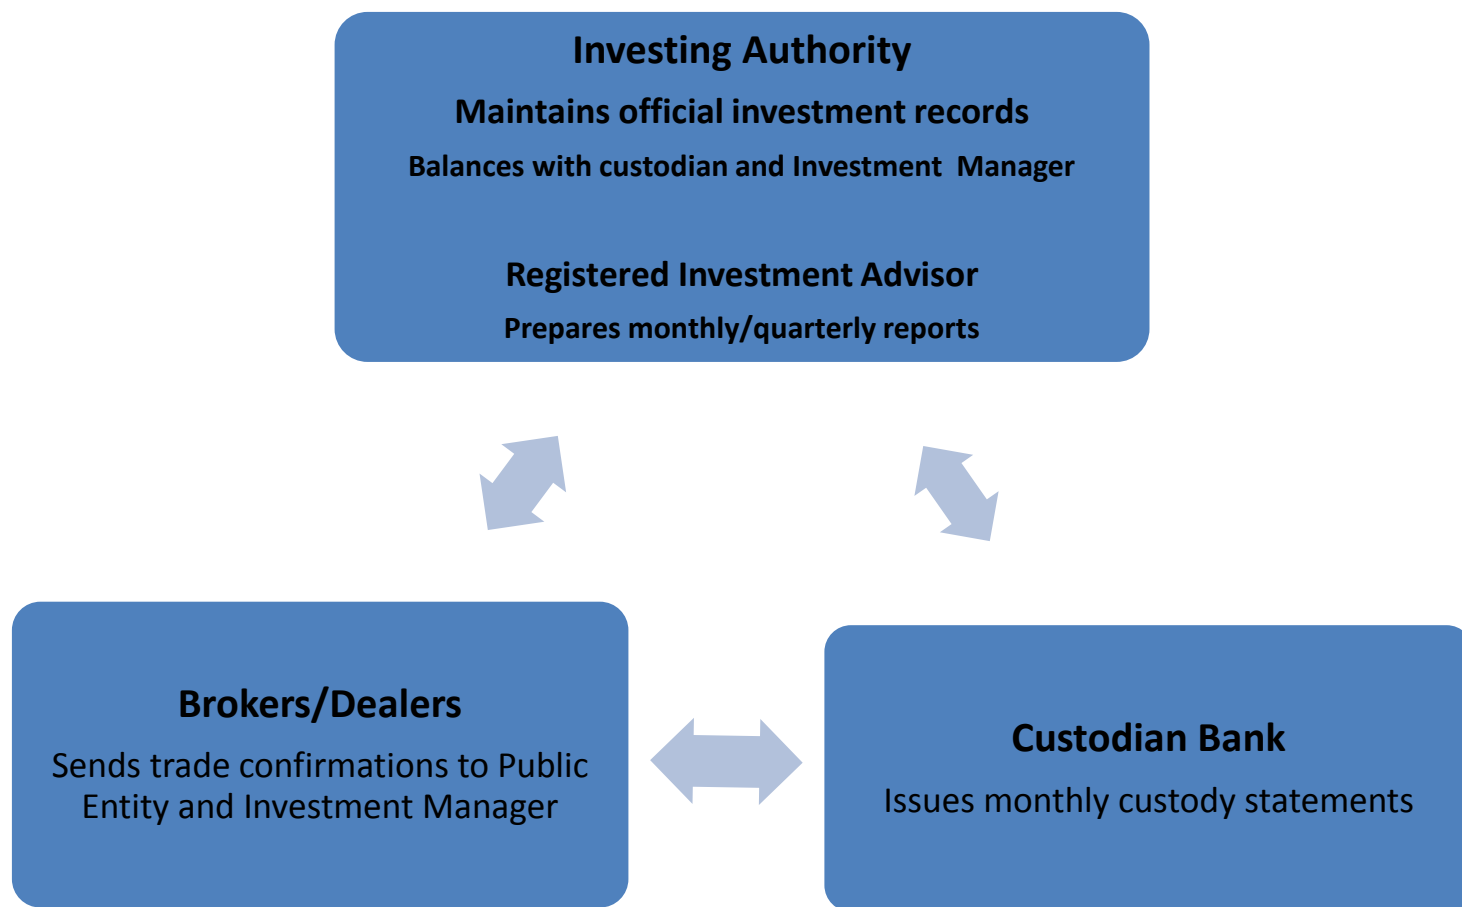 Investing Authority
Maintains official investment records
Balances with custodian and Investment  Manager
Registered Investment Advisor
Prepares monthly/quarterly reports
Brokers/Dealers
Sends trade confirmations to Public
Entity and Investment Manager
Custodian Bank
Issues monthly custody statements